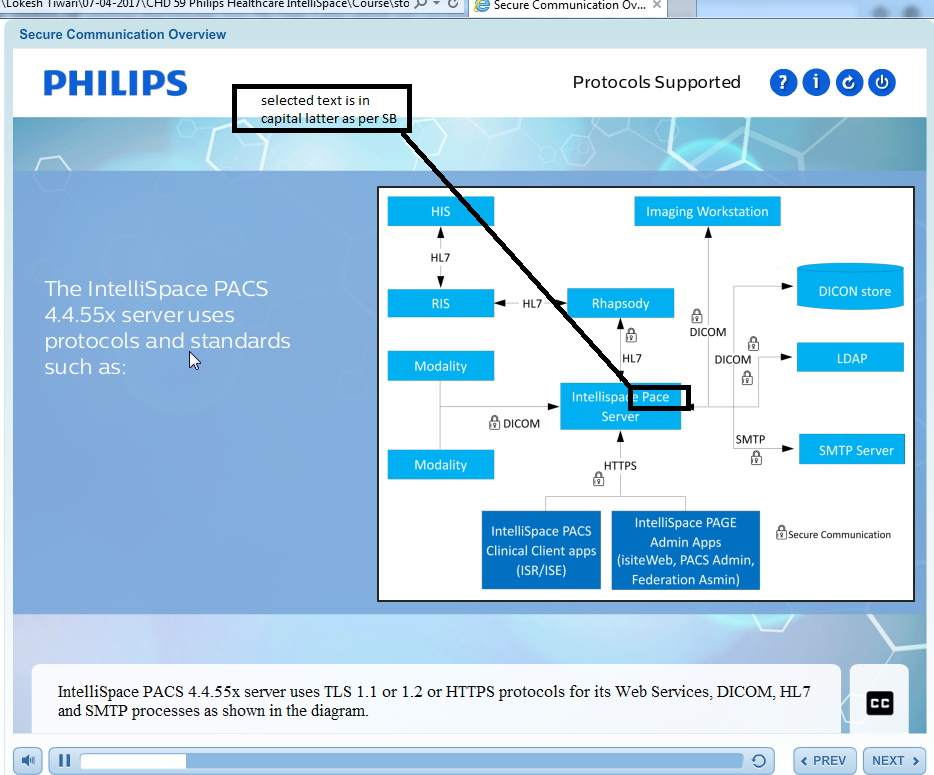 \Lokesh Tiwari\07-04-2017\CHD 59 Philips Healthcare IntelliSpace\Course\sto
Secure Communication Ov...
Secure Communication Overview
PHILIPS
Protocols Supported
? i
selected text is in
capital latter as per SB
The IntelliSpace PACS
4.4.55x server uses
protocols and standards
such as:
HIS
Imaging Workstation
HL7
DICON store
RIS
HL7
Rhapsody
DICOM
HL7
DICOM
LDAP
Modality
Intellispace Pace
Server
DICOM
SMTP
SMTP Server
Modality
HTTPS
IntelliSpace PACS
Clinical Client apps
(ISR/ISE)
IntelliSpace PAGE
Admin Apps
(isiteWeb, PACS Admin,
Federation Asmin)
Secure Communication
IntelliSpace PACS 4.4.55x server uses TLS 1.1 or 1.2 or HTTPS protocols for its Web Services, DICOM, HL7
and SMTP processes as shown in the diagram.
CC
PREV
NEXT